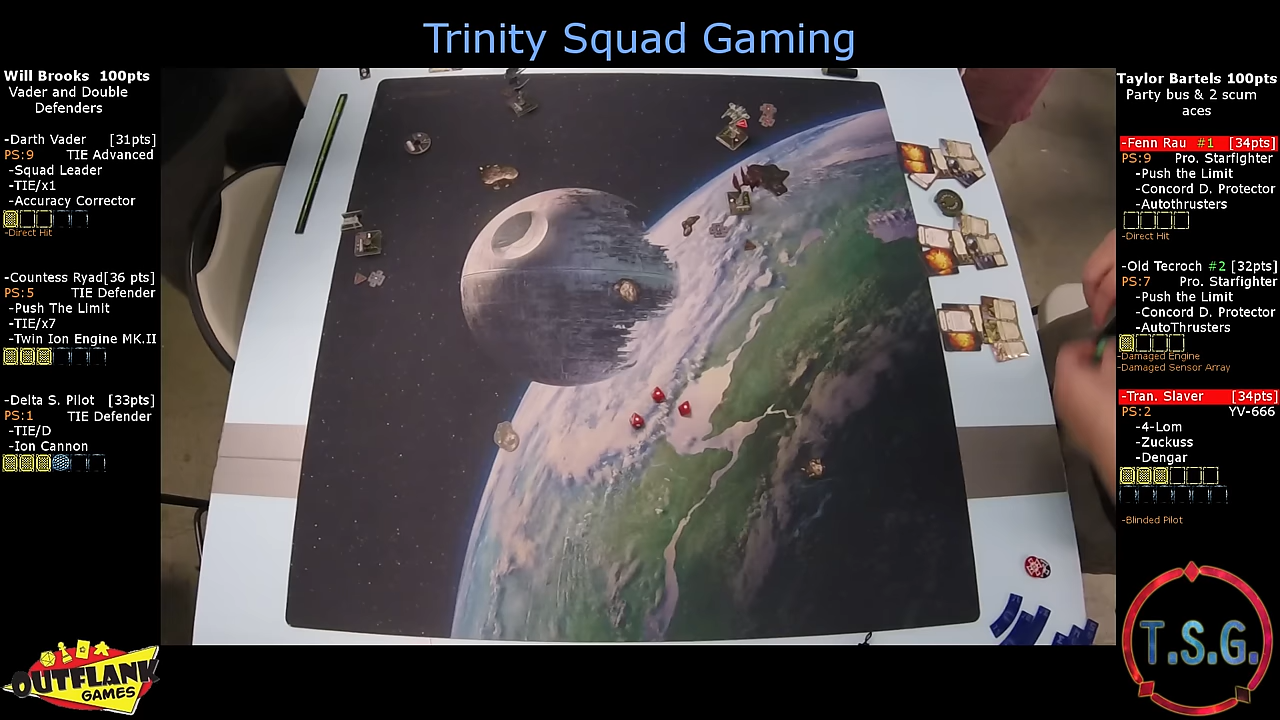 Trinity Squad Gaming
Will Brooks 100pts
Vader and Double
Defenders
-Darth Vader [31pts]
PS:9 TIE Advanced
-Squad Leader
-TIE/x1
-Accuracy Corrector
-Direct Hit
-Countess Ryad[36 pts]
PS:5 TIE Defender
-Push The Limit
-TIE/x7
-Twin Ion Engine MK.II
-Delta S. Pilot [33pts]
PS:1 TIE Defender
-TIE/D
-Ion Cannon
OUTFLANK
GAMES
Taylor Bartels 100pts
Party bus & 2 scum
aces
-Fenn Rau #1 [34pts]
PS:9 Pro. Starfighter
-Push the Limit
-Concord D. Protector
-Autothrusters
-Direct Hit
-Old Tecroch #2 [32pts]
PS:7 Pro. Starfighter
-Push the Limit
-Concord D. Protector
-AutoThrusters
-Damaged Engine
-Damaged Sensor Array
-Tran. Slaver [34pts]
PS:2 YV-666
-4-Lom
-Zuckuss
-Dengar
-Blinded Pilot
T.S.G.